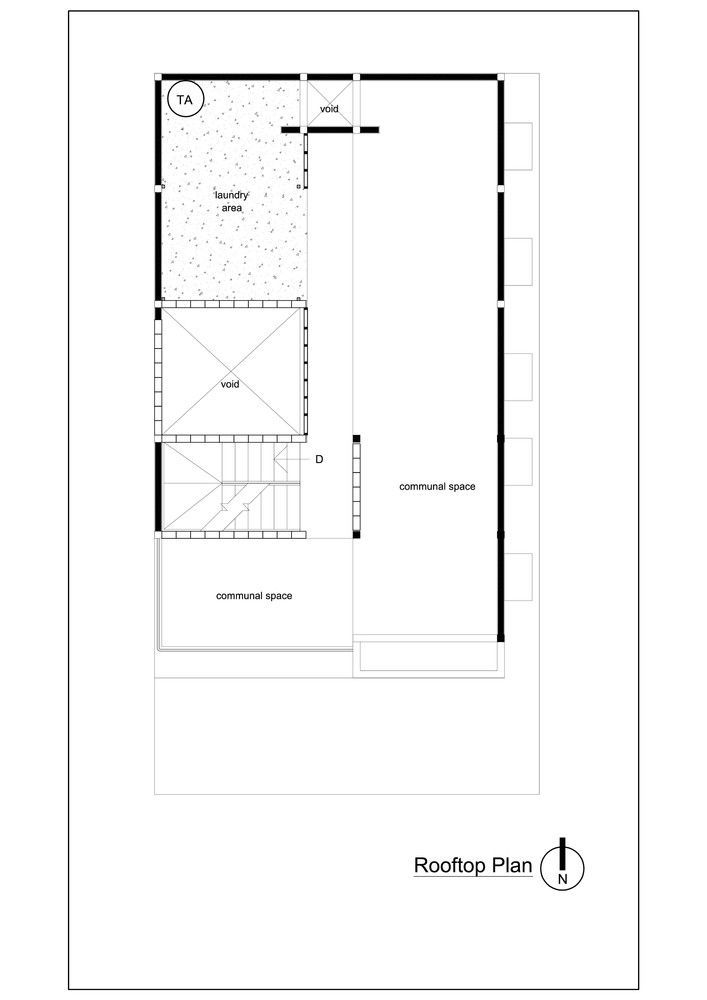 TA
void
laundry
area
void
D
communal space
communal space
Rooftop Plan
N